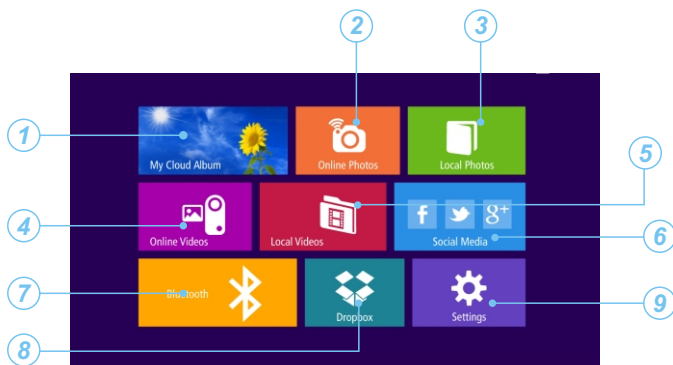 2 3
1
My Cloud Album Online Photos Local Photos
5
4
Online Videos Local Videos f g+ Social Media
6
7
Bluetooth Dropbox Settings
9
8